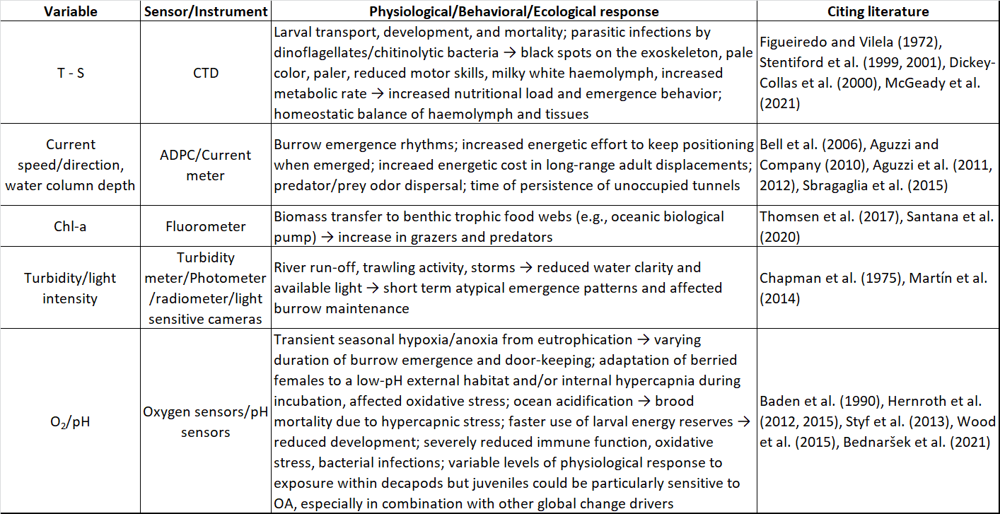 Variable Sensor/Instrument Physiological/Behavioral/Ecological response Citing literature
T - S
CTD
Larval transport, development, and mortality; parasitic infections by
dinoflagellates/chitinolytic bacteria → black spots on the exoskeleton, pale
color, paler, reduced motor skills, milky white haemolymph, increased
metabolic rate → increased nutritional load and emergence behavior;
homeostatic balance of haemolymph and tissues
Figueiredo and Vilela (1972),
Stentiford et al. (1999, 2001), Dickey-
Collas et al. (2000), McGeady et al.
(2021)
Current
speed/direction,
water column depth
ADPC/Current
meter
Burrow emergence rhythms; increased energetic effort to keep positioning
when emerged; increaed energetic cost in long-range adult displacements;
predator/prey odor dispersal; time of persistence of unoccupied tunnels
Bell et al. (2006), Aguzzi and
Company (2010), Aguzzi et al. (2011,
2012), Sbragaglia et al. (2015)
Chl-a
Fluorometer
Biomass transfer to benthic trophic food webs (e.g., oceanic biological
pump) → increase in grazers and predators
Thomsen et al. (2017), Santana et al.
(2020)
Turbidity/light
intensity
Turbidity
meter/Photometer
/radiometer/light
sensitive cameras
River run-off, trawling activity, storms → reduced water clarity and
available light → short term atypical emergence patterns and affected
burrow maintenance
Chapman et al. (1975), Martín et al.
(2014)
O₂/pH
Oxygen sensors/pH
sensors
Transient seasonal hypoxia/anoxia from eutrophication → varying
duration of burrow emergence and door-keeping; adaptation of berried
females to a low-pH external habitat and/or internal hypercapnia during
incubation, affected oxidative stress; ocean acidification → brood
mortality due to hypercapnic stress; faster use of larval energy reserves →
reduced development; severely reduced immune function, oxidative
stress, bacterial infections; variable levels of physiological response to
exposure within decapods but juveniles could be particularly sensitive to
OA, especially in combination with other global change drivers
Baden et al. (1990), Hernroth et al.
(2012, 2015), Styf et al. (2013), Wood
et al. (2015), Bednaršek et al. (2021)